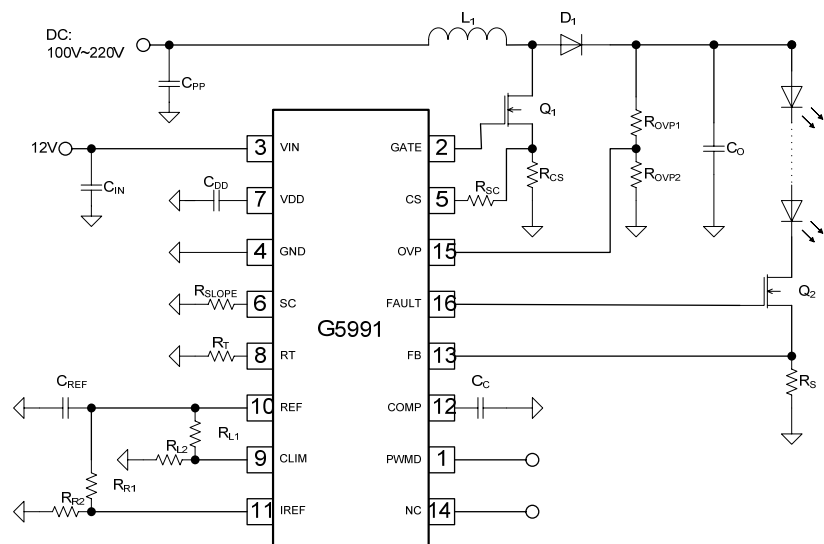 DC:
100V~220V
L1
D1
CPP
Q1
ROVP1
12V
3 VIN
GATE 2
CO
CIN
CDD
RCS
ROVP2
7 VDD
CS 5
RSC
4 GND
OVP 15
RSLOPE
6 SC
FAULT 16
Q2
G5991
RT
8 RT
FB 13
CREF
CC
RS
10 REF
COMP 12
RL1
RL2
9 CLIM
PWMD 1
RR1
RR2
11 IREF
NC 14